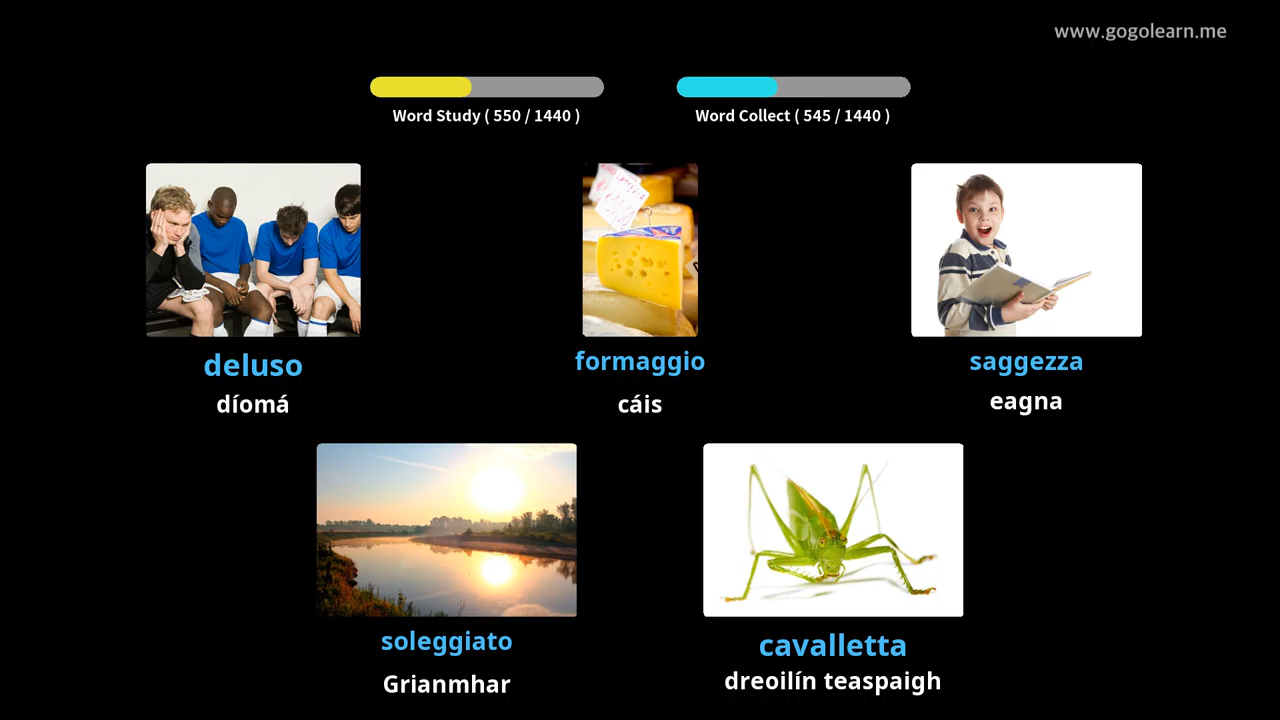 www.gogolearn.me
Word Study ( 550 / 1440 )
Word Collect ( 545 / 1440 )
deluso
díomá
formaggio
cáis
saggezza
eagna
soleggiato
Grianmhar
cavalletta
dreoilín teaspaigh